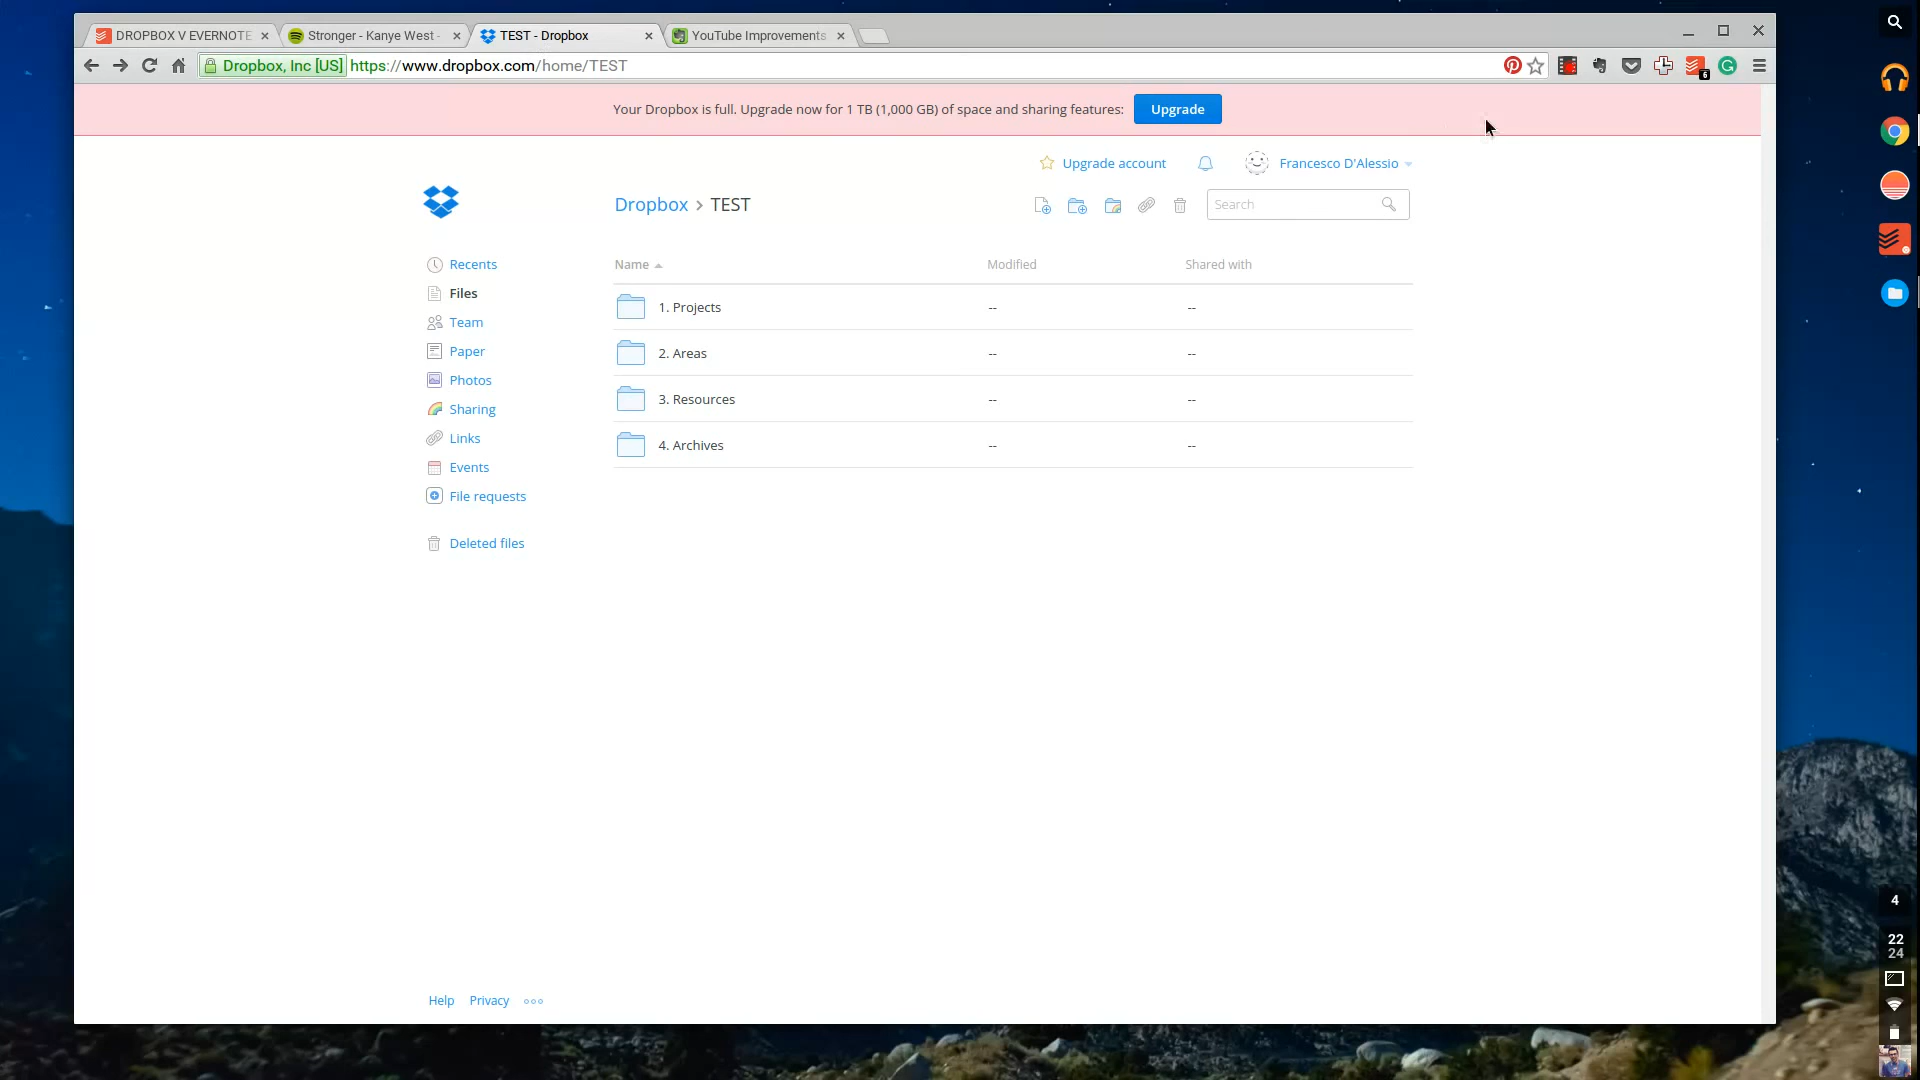 DROPBOX V EVERNOTE
Stronger - Kanye West -
TEST - Dropbox
YouTube Improvements
Dropbox, Inc [US] https://www.dropbox.com/home/TEST
6
Your Dropbox is full. Upgrade now for 1 TB (1,000 GB) of space and sharing features: Upgrade
Upgrade account
Francesco D'Alessio
Dropbox › TEST
Search
Recents
Files
Team
Paper
Photos
Sharing
Links
Events
File requests
Deleted files
Name Modified Shared with
1. Projects -- --
2. Areas -- --
3. Resources -- --
4. Archives -- --
Help Privacy
4
22
24